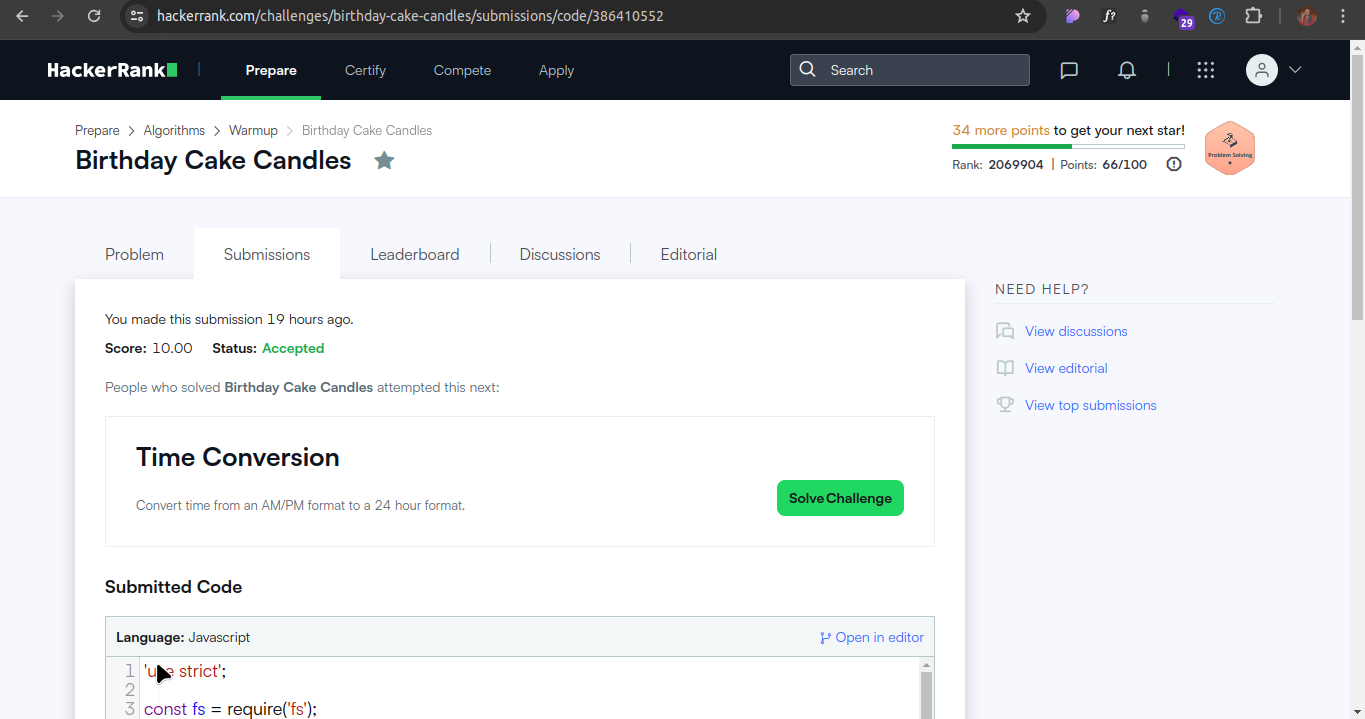 hackerrank.com/challenges/birthday-cake-candles/submissions/code/386410552
f?
29
HackerRank
Prepare
Certify
Compete
Apply
Search
Prepare > Algorithms > Warmup > Birthday Cake Candles
Birthday Cake Candles
34 more points to get your next star!
Rank: 2069904 | Points: 66/100
Problem Solving
Problem
Submissions
Leaderboard
Discussions
Editorial
You made this submission 19 hours ago.
Score: 10.00 Status: Accepted
People who solved Birthday Cake Candles attempted this next:
Time Conversion
Convert time from an AM/PM format to a 24 hour format.
Solve Challenge
Submitted Code
Language: Javascript
Open in editor
1 'use strict';
2
3 const fs = require('fs');
NEED HELP?
View discussions
View editorial
View top submissions